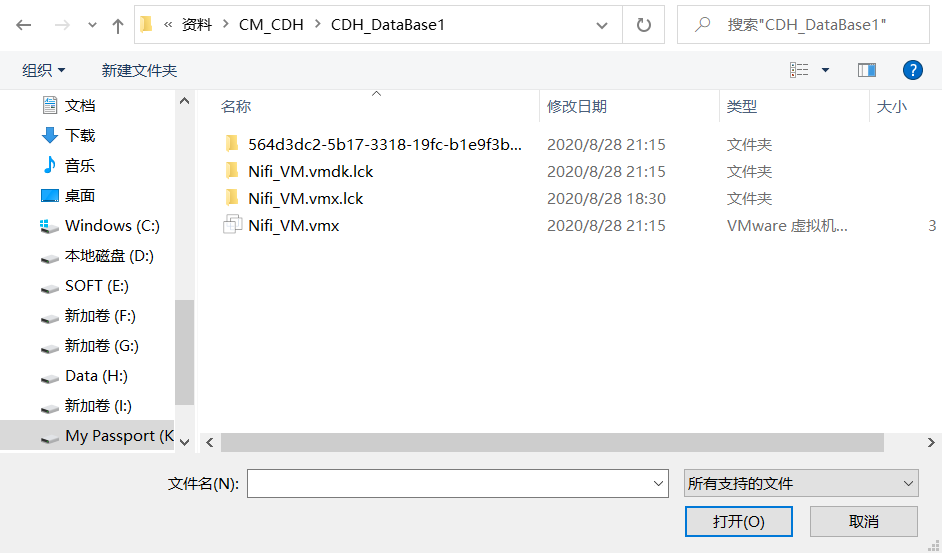 « 资料 › CM_CDH › CDH_DataBase1
搜索"CDH_DataBase1"
组织 新建文件夹
?
文档
下载
音乐
桌面
Windows (C:)
本地磁盘 (D:)
SOFT (E:)
新加卷 (F:)
新加卷 (G:)
Data (H:)
新加卷 (I:)
My Passport (K
名称 修改日期 类型 大小
564d3dc2-5b17-3318-19fc-b1e9f3b... 2020/8/28 21:15 文件夹
Nifi_VM.vmdk.lck 2020/8/28 21:15 文件夹
Nifi_VM.vmx.lck 2020/8/28 18:30 文件夹
Nifi_VM.vmx 2020/8/28 21:15 VMware 虚拟机... 3
文件名(N):
所有支持的文件
打开(O) 取消